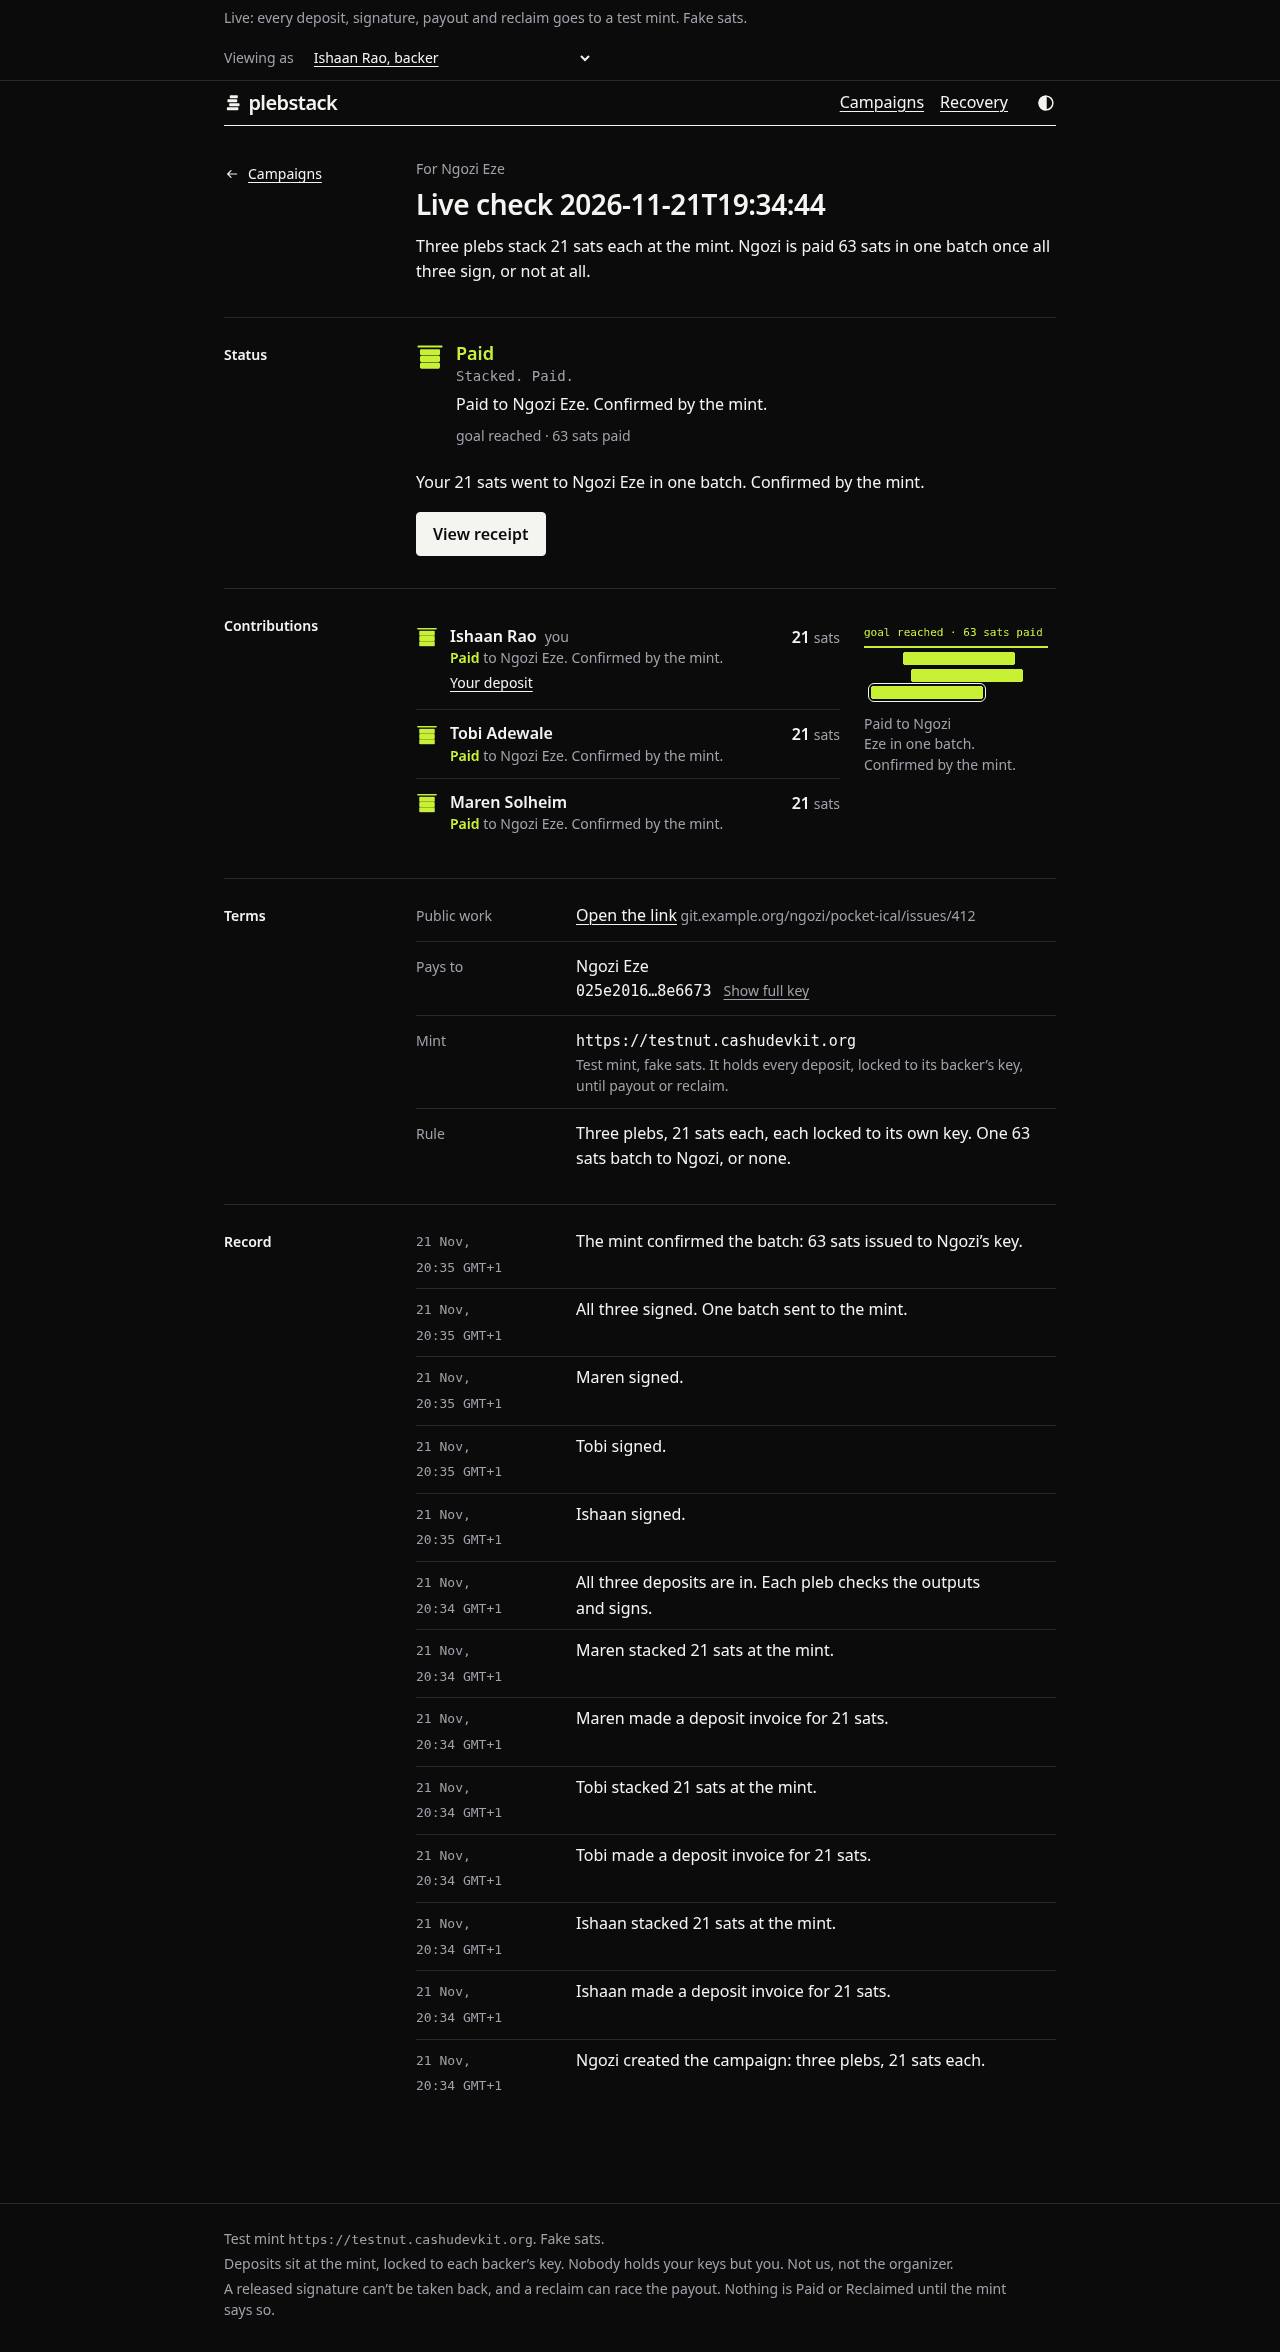 Live: every deposit, signature, payout and reclaim goes to a test mint. Fake sats.
Viewing as Ishaan Rao, backer
plebstack
Campaigns Recovery
← Campaigns
For Ngozi Eze
Live check 2026-11-21T19:34:44
Three plebs stack 21 sats each at the mint. Ngozi is paid 63 sats in one batch once all
three sign, or not at all.
Status
Paid
Stacked. Paid.
Paid to Ngozi Eze. Confirmed by the mint.
goal reached · 63 sats paid
Your 21 sats went to Ngozi Eze in one batch. Confirmed by the mint.
View receipt
Contributions
Ishaan Rao you
21 sats
Paid to Ngozi Eze. Confirmed by the mint.
Your deposit
Tobi Adewale
21 sats
Paid to Ngozi Eze. Confirmed by the mint.
Maren Solheim
21 sats
Paid to Ngozi Eze. Confirmed by the mint.
goal reached · 63 sats paid
Paid to Ngozi
Eze in one batch.
Confirmed by the mint.
Terms
Public work
Open the link git.example.org/ngozi/pocket-ical/issues/412
Pays to
Ngozi Eze
025e2016…8e6673 Show full key
Mint
https://testnut.cashudevkit.org
Test mint, fake sats. It holds every deposit, locked to its backer’s key,
until payout or reclaim.
Rule
Three plebs, 21 sats each, each locked to its own key. One 63
sats batch to Ngozi, or none.
Record
21 Nov,
20:35 GMT+1
The mint confirmed the batch: 63 sats issued to Ngozi’s key.
21 Nov,
20:35 GMT+1
All three signed. One batch sent to the mint.
21 Nov,
20:35 GMT+1
Maren signed.
21 Nov,
20:35 GMT+1
Tobi signed.
21 Nov,
20:35 GMT+1
Ishaan signed.
21 Nov,
20:34 GMT+1
All three deposits are in. Each pleb checks the outputs
and signs.
21 Nov,
20:34 GMT+1
Maren stacked 21 sats at the mint.
21 Nov,
20:34 GMT+1
Maren made a deposit invoice for 21 sats.
21 Nov,
20:34 GMT+1
Tobi stacked 21 sats at the mint.
21 Nov,
20:34 GMT+1
Tobi made a deposit invoice for 21 sats.
21 Nov,
20:34 GMT+1
Ishaan stacked 21 sats at the mint.
21 Nov,
20:34 GMT+1
Ishaan made a deposit invoice for 21 sats.
21 Nov,
20:34 GMT+1
Ngozi created the campaign: three plebs, 21 sats each.
Test mint https://testnut.cashudevkit.org. Fake sats.
Deposits sit at the mint, locked to each backer’s key. Nobody holds your keys but you. Not us, not the organizer.
A released signature can’t be taken back, and a reclaim can race the payout. Nothing is Paid or Reclaimed until the mint
says so.